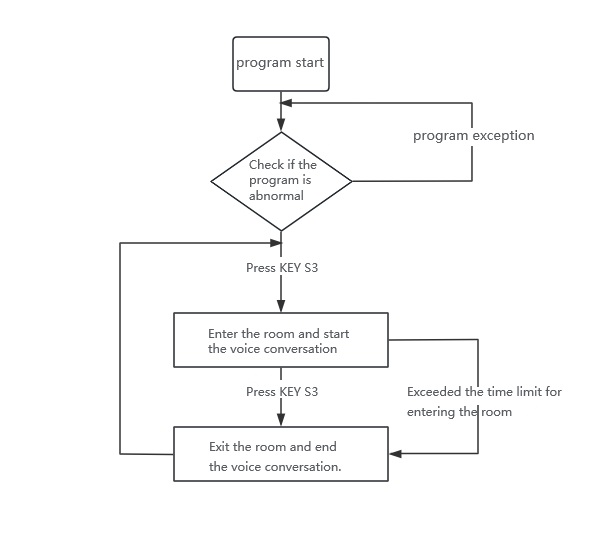 program start
program exception
Check if the
program is
abnormal
Press KEY S3
Enter the room and start
the voice conversation
Press KEY S3
Exceeded the time limit for
entering the room
Exit the room and end
the voice conversation.